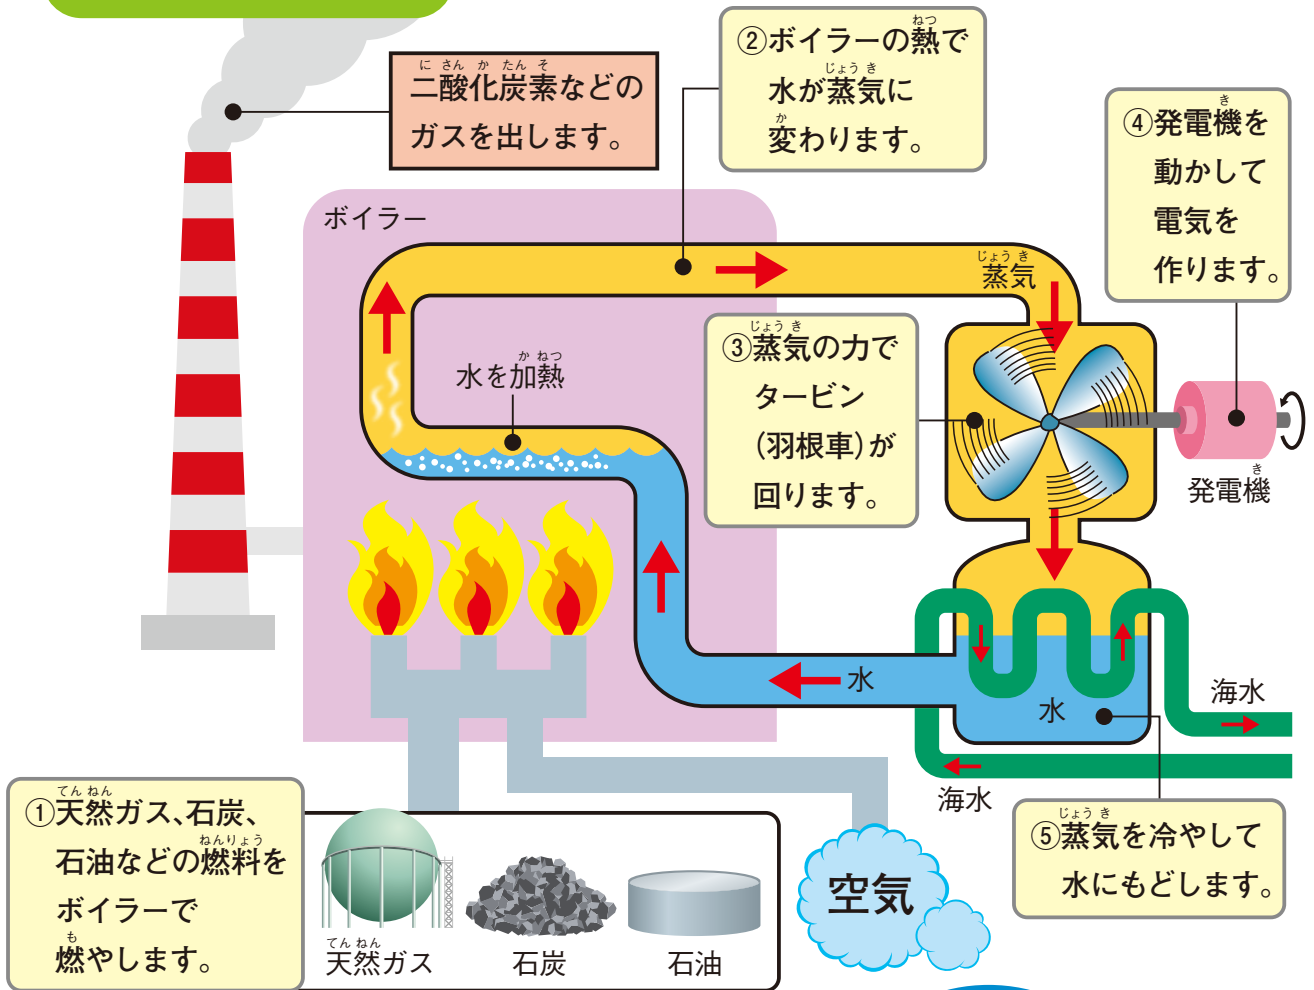 二酸化炭素などの
ガスを出します。
②ボイラーの熱で
水が蒸気に
変わります。
④発電機を
動かして
電気を
作ります。
ボイラー
蒸気
③蒸気の力で
タービン
(羽根車)が
回ります。
水を加熱
発電機
水
水
海水
海水
①天然ガス、石炭、
石油などの燃料を
ボイラーで
燃やします。
天然ガス
石炭
石油
空気
⑤蒸気を冷やして
水にもどします。